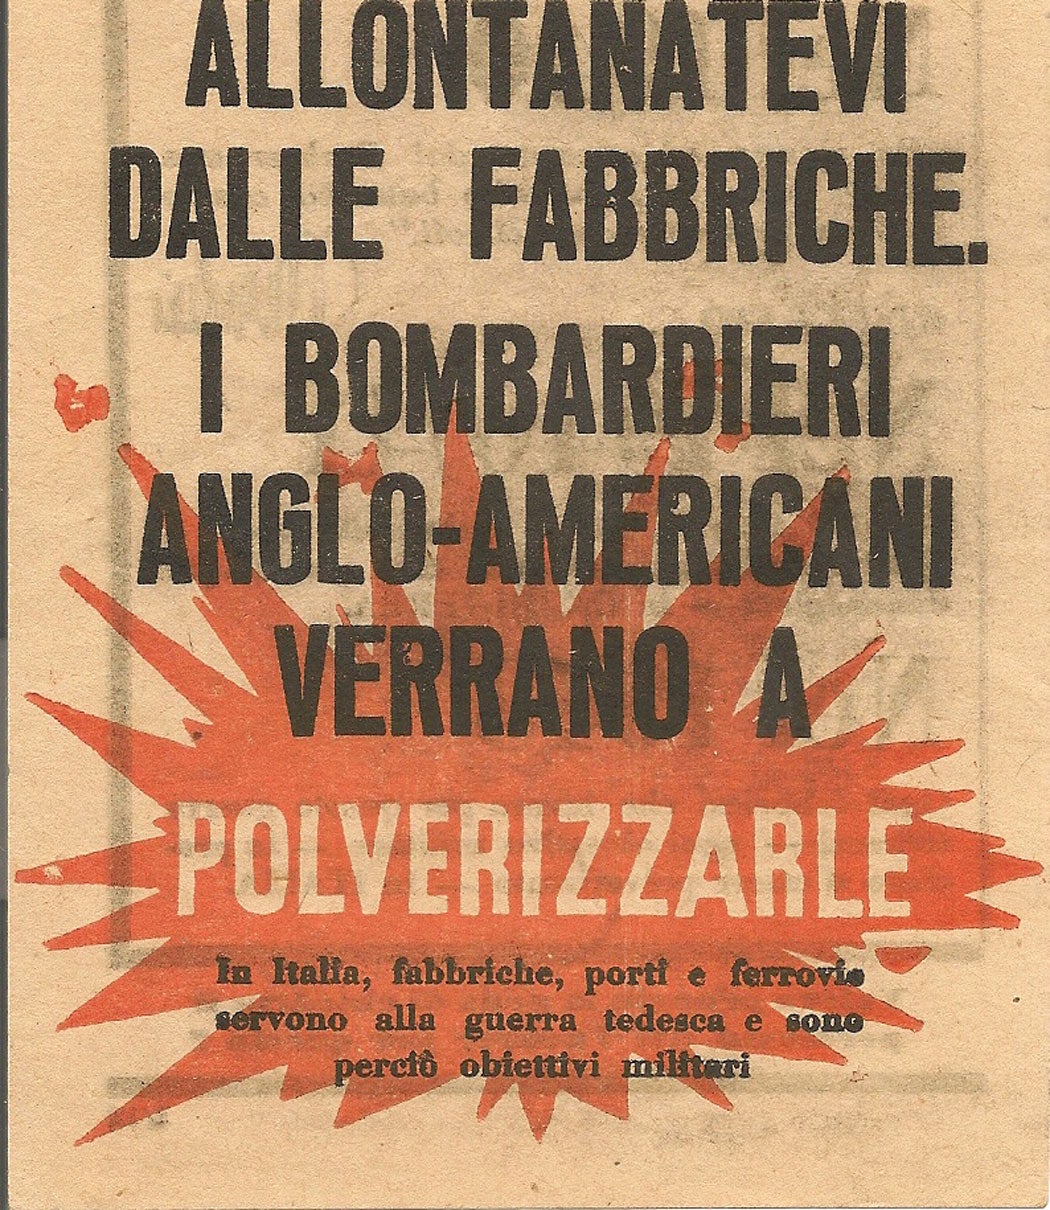 ALLONTANATEVI
DALLE FABBRICHE.
I BOMBARDIERI
ANGLO-AMERICANI
VERRANO A
POLVERIZZARLE
In Italia, fabbriche, porti e ferrovie
servono alla guerra tedesca e sono
perciò obiettivi militari